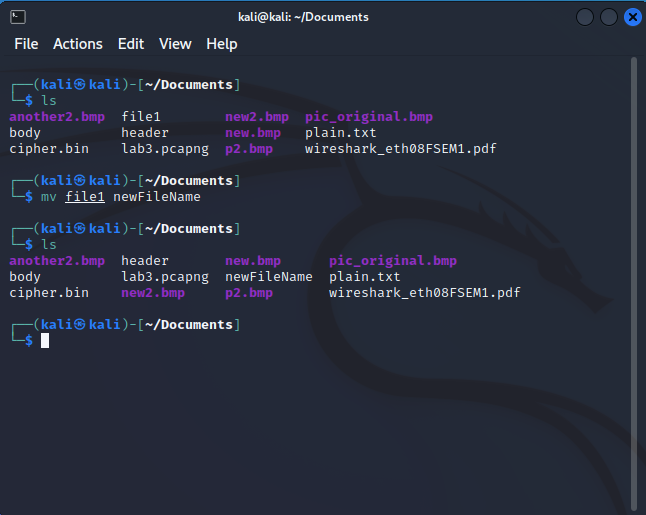 kali@kali: ~/Documents
File Actions Edit View Help
┌──(kali㉿kali)-[~/Documents]
└─$ ls
another2.bmp file1 new2.bmp pic_original.bmp
body header new.bmp plain.txt
cipher.bin lab3.pcapng p2.bmp wireshark_eth08FSEM1.pdf
┌──(kali㉿kali)-[~/Documents]
└─$ mv file1 newFileName
┌──(kali㉿kali)-[~/Documents]
└─$ ls
another2.bmp header new.bmp pic_original.bmp
body lab3.pcapng newFileName plain.txt
cipher.bin new2.bmp p2.bmp wireshark_eth08FSEM1.pdf
┌──(kali㉿kali)-[~/Documents]
└─$